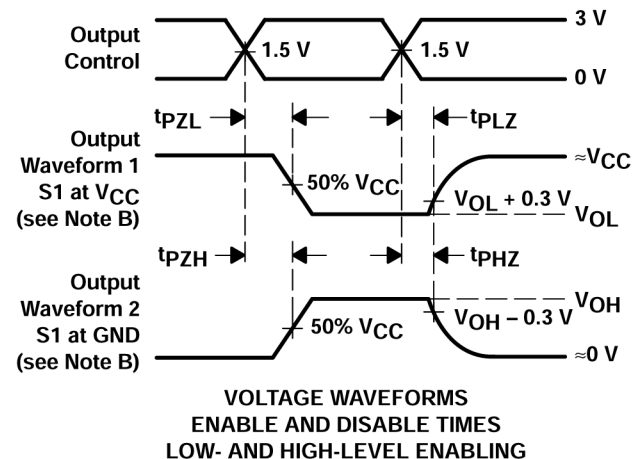 Output
Control
3 V
1.5 V
1.5 V
0 V
tPZL
tPLZ
Output
Waveform 1
S1 at VCC
(see Note B)
≈VCC
50% VCC
VOL + 0.3 V
VOL
tPZH
tPHZ
Output
Waveform 2
S1 at GND
(see Note B)
VOH
50% VCC
VOH – 0.3 V
≈0 V
VOLTAGE WAVEFORMS
ENABLE AND DISABLE TIMES
LOW- AND HIGH-LEVEL ENABLING